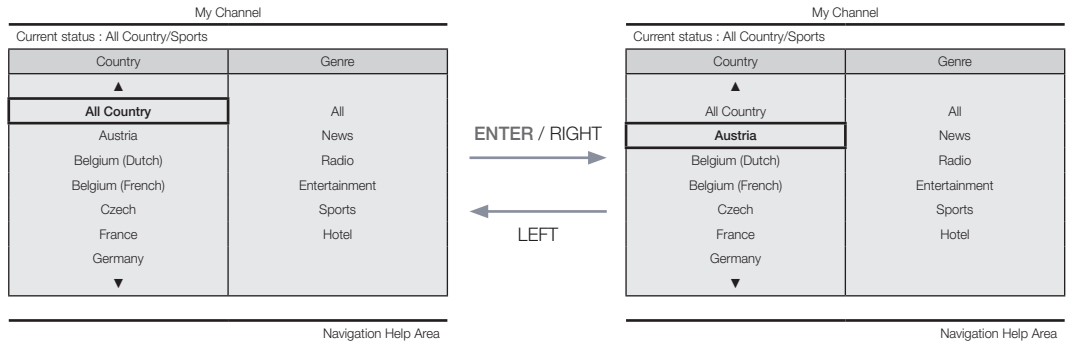 My Channel
Current status : All Country/Sports
Country Genre
▲
All Country All
Austria News
Belgium (Dutch) Radio
Belgium (French) Entertainment
Czech Sports
France Hotel
Germany
▼
Navigation Help Area
ENTER / RIGHT
LEFT
My Channel
Current status : All Country/Sports
Country Genre
▲
All Country All
Austria News
Belgium (Dutch) Radio
Belgium (French) Entertainment
Czech Sports
France Hotel
Germany
▼
Navigation Help Area